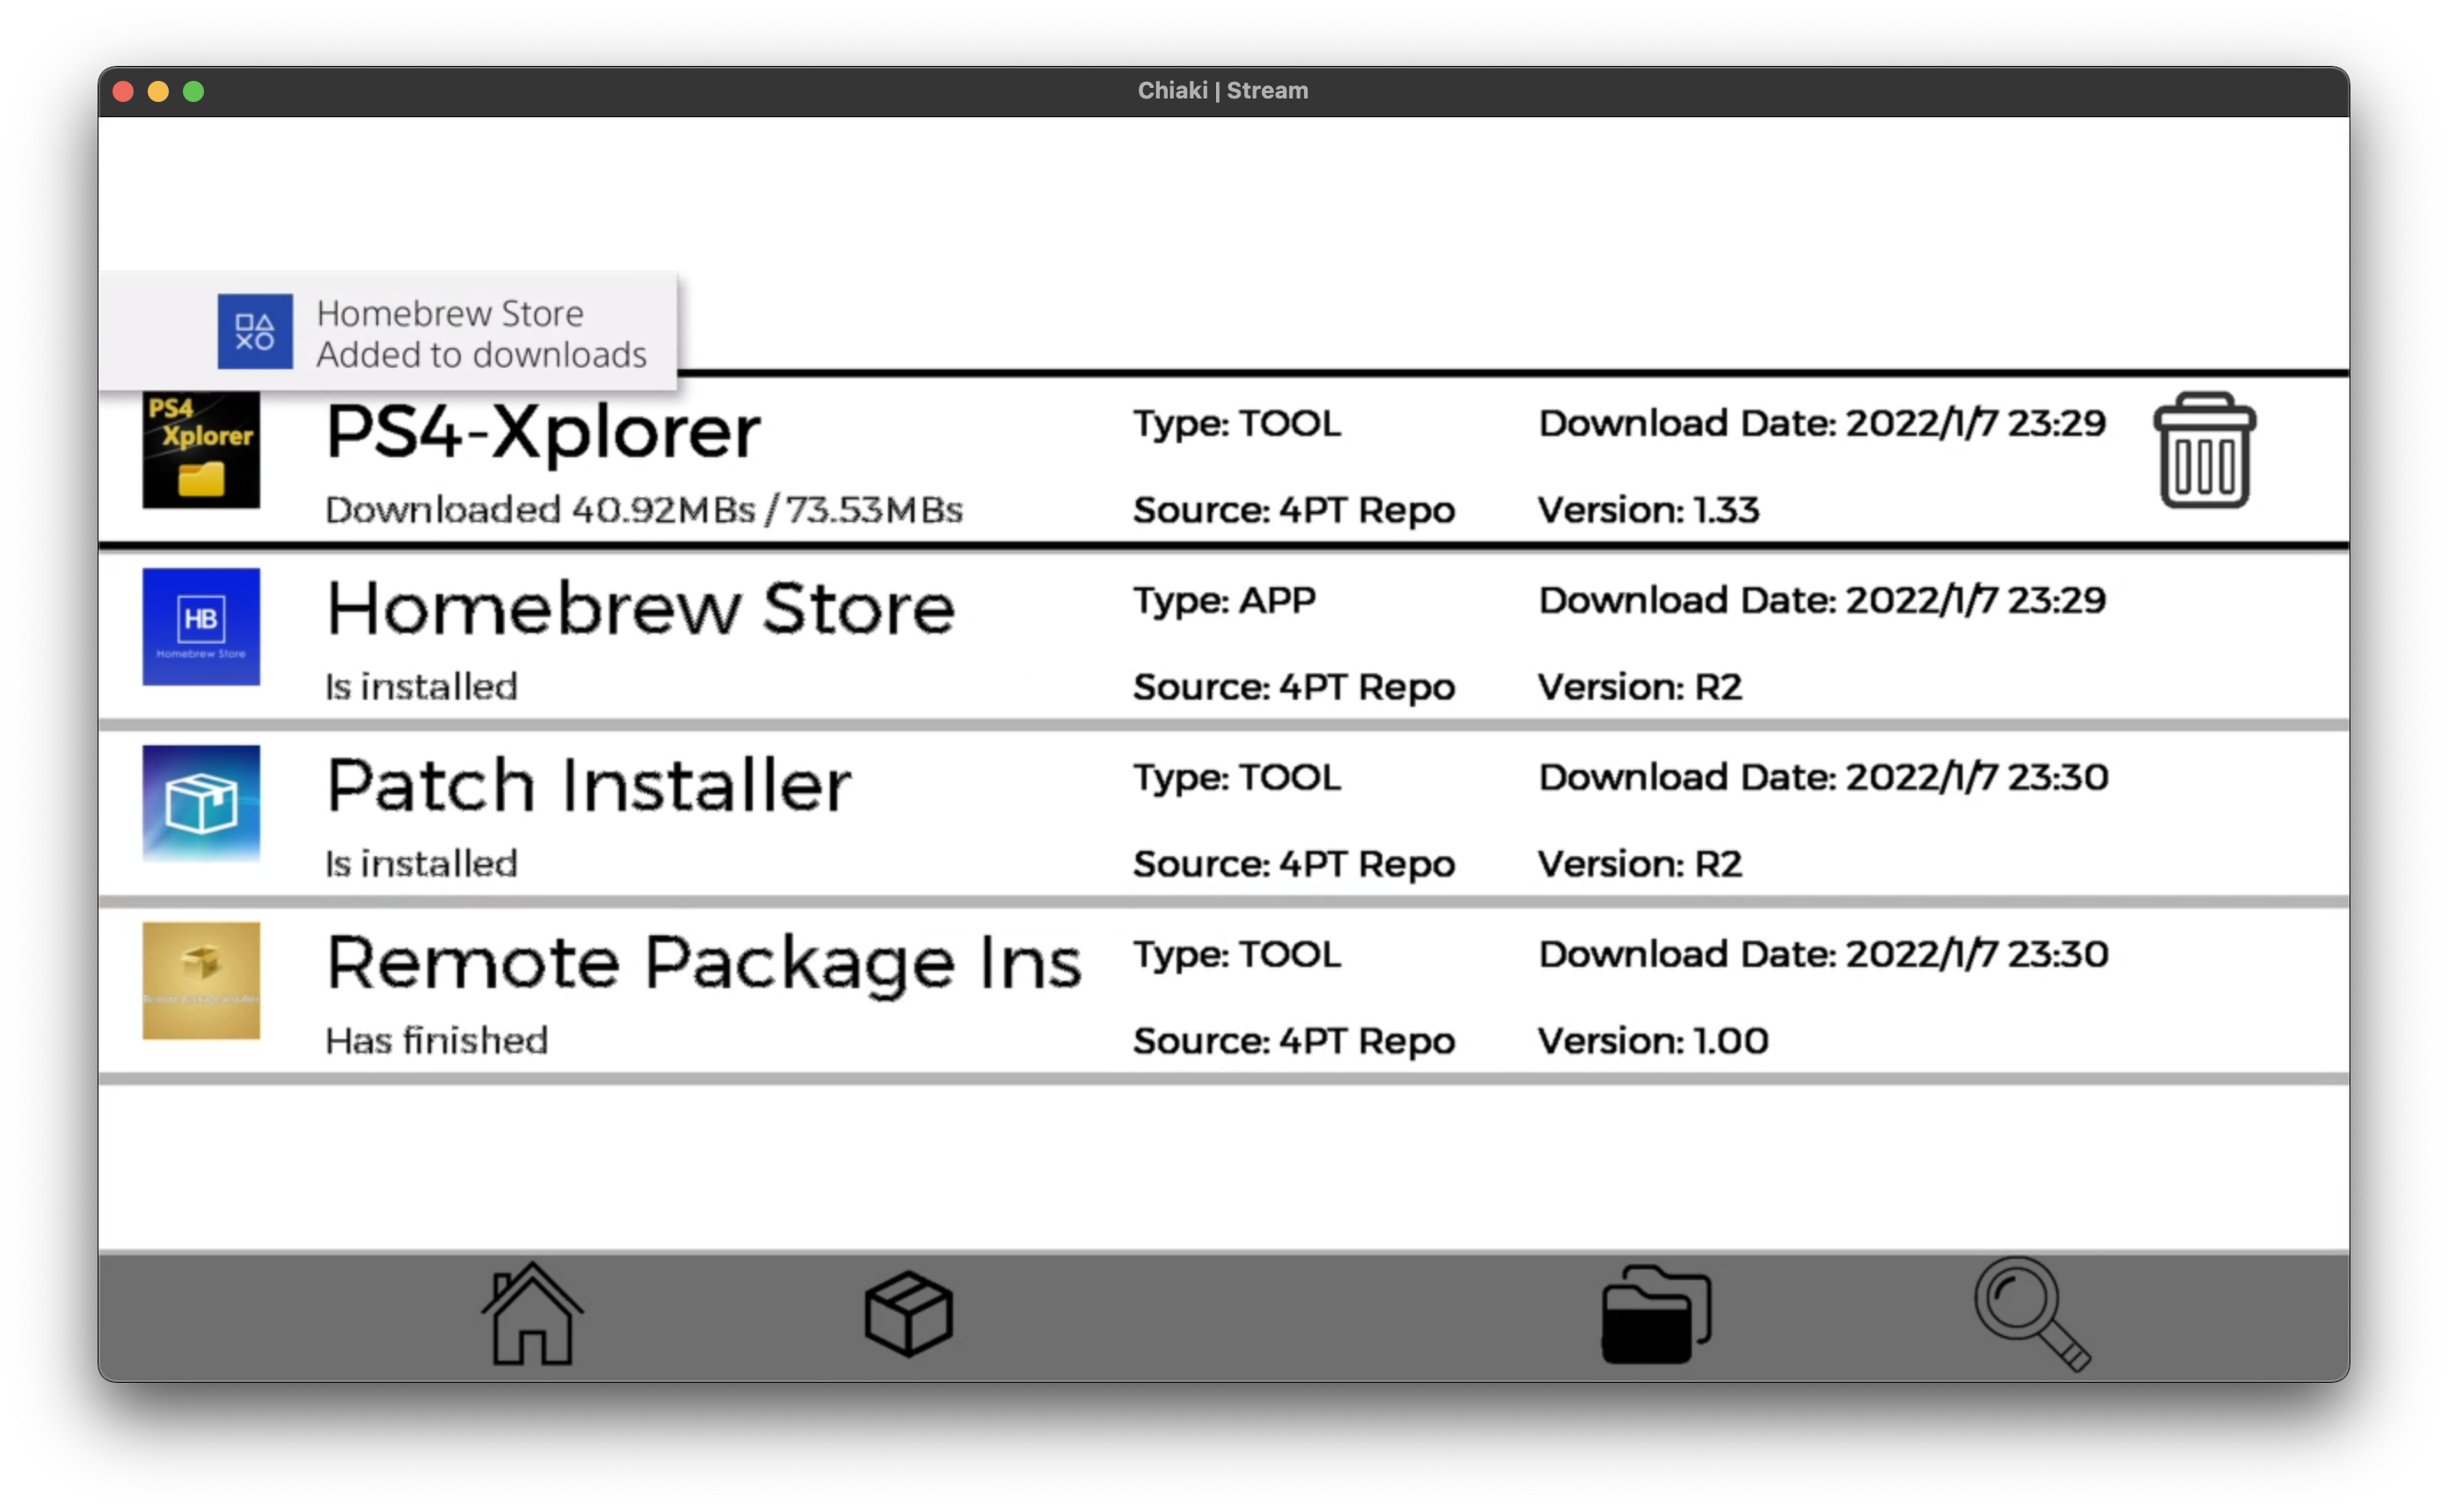 Chiaki | Stream
Homebrew Store
Added to downloads
PS4
Xplorer
PS4-Xplorer
Type: TOOL
Download Date: 2022/1/7 23:29
Downloaded 40.92MBs / 73.53MBs
Source: 4PT Repo
Version: 1.33
HB
Homebrew Store
Homebrew Store
Type: APP
Download Date: 2022/1/7 23:29
Is installed
Source: 4PT Repo
Version: R2
Patch Installer
Type: TOOL
Download Date: 2022/1/7 23:30
Is installed
Source: 4PT Repo
Version: R2
Remote Package Installer
Remote Package Ins
Type: TOOL
Download Date: 2022/1/7 23:30
Has finished
Source: 4PT Repo
Version: 1.00